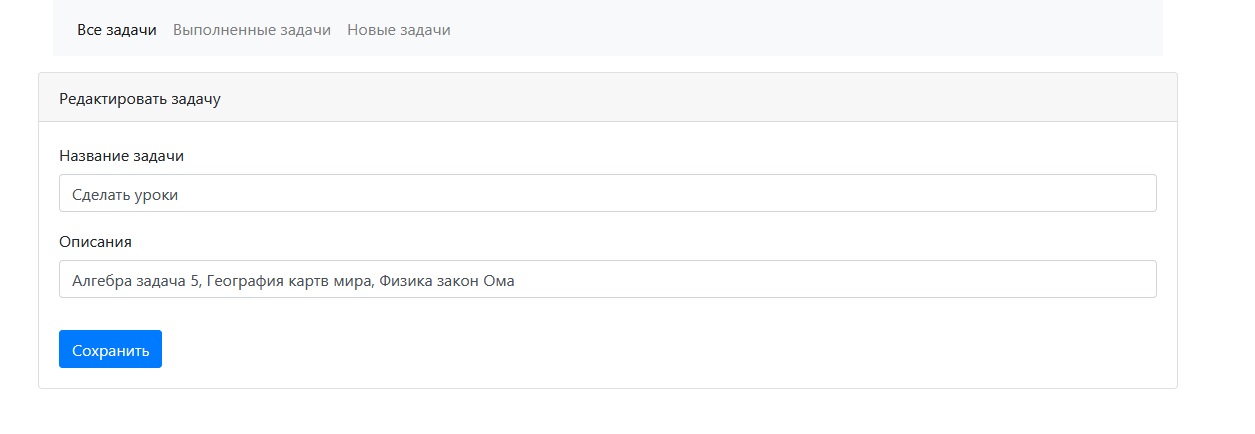 Все задачи Выполненные задачи Новые задачи
Редактировать задачу
Название задачи
Сделать уроки
Описания
Алгебра задача 5, География картв мира, Физика закон Ома
Сохранить